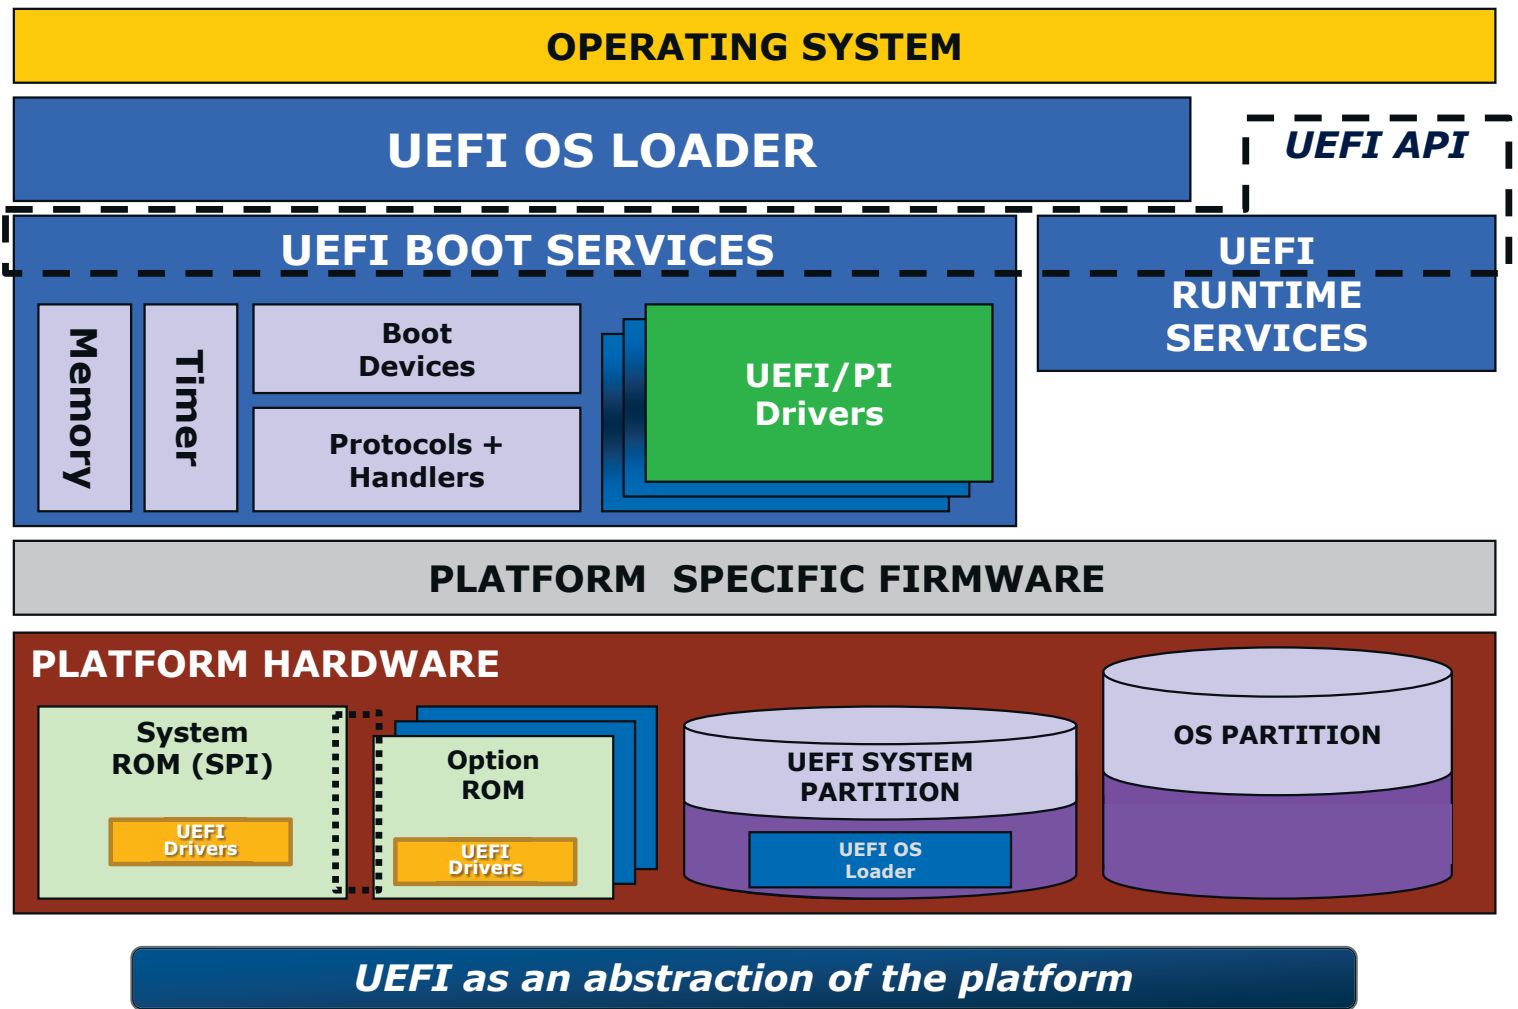 OPERATING SYSTEM
UEFI OS LOADER
UEFI API
UEFI BOOT SERVICES
UEFI
RUNTIME
SERVICES
Memory
Timer
Boot
Devices
Protocols +
Handlers
UEFI/PI
Drivers
PLATFORM SPECIFIC FIRMWARE
PLATFORM HARDWARE
System
ROM (SPI)
UEFI
Drivers
Option
ROM
UEFI
Drivers
UEFI SYSTEM
PARTITION
UEFI OS
Loader
OS PARTITION
UEFI as an abstraction of the platform